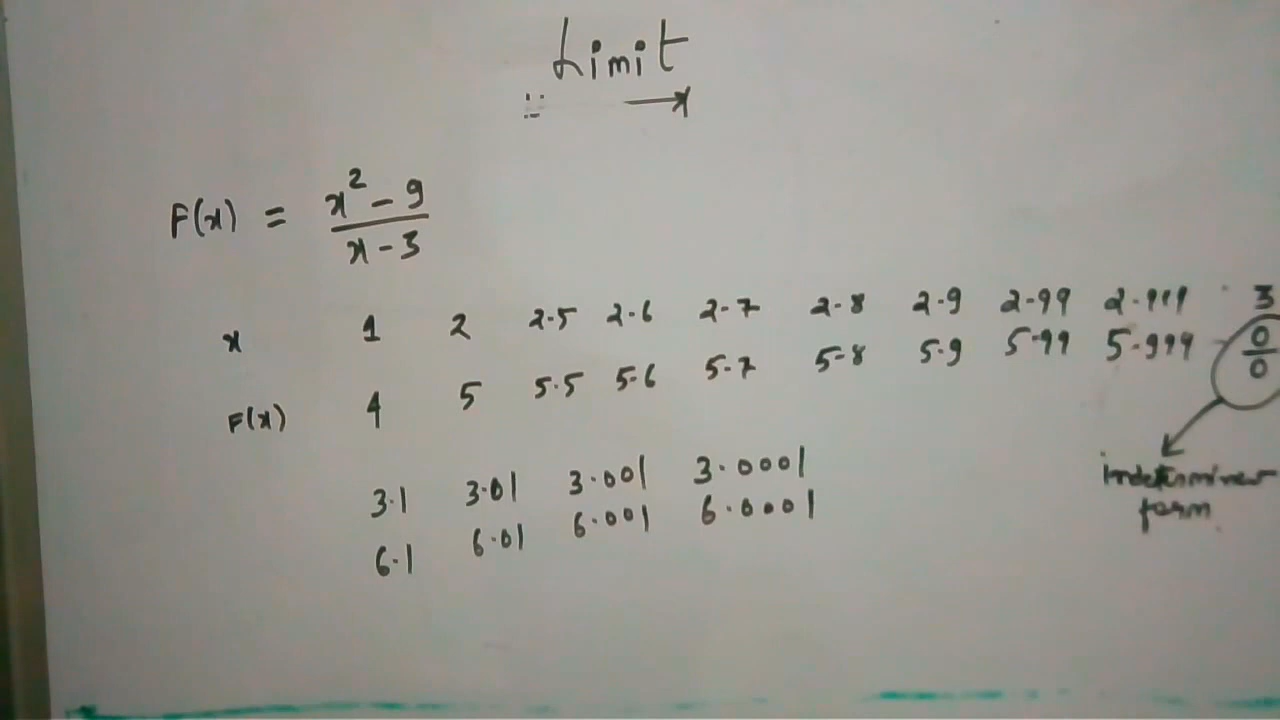 Limit
F(x) = x² - 9 / x - 3
x 1 2 2.5 2.6 2.7 2.8 2.9 2.99 2.999 3
F(x) 4 5 5.5 5.6 5.7 5.8 5.9 5.99 5.999 0/0
3.1 3.01 3.001 3.0001
6.1 6.01 6.001 6.0001
form